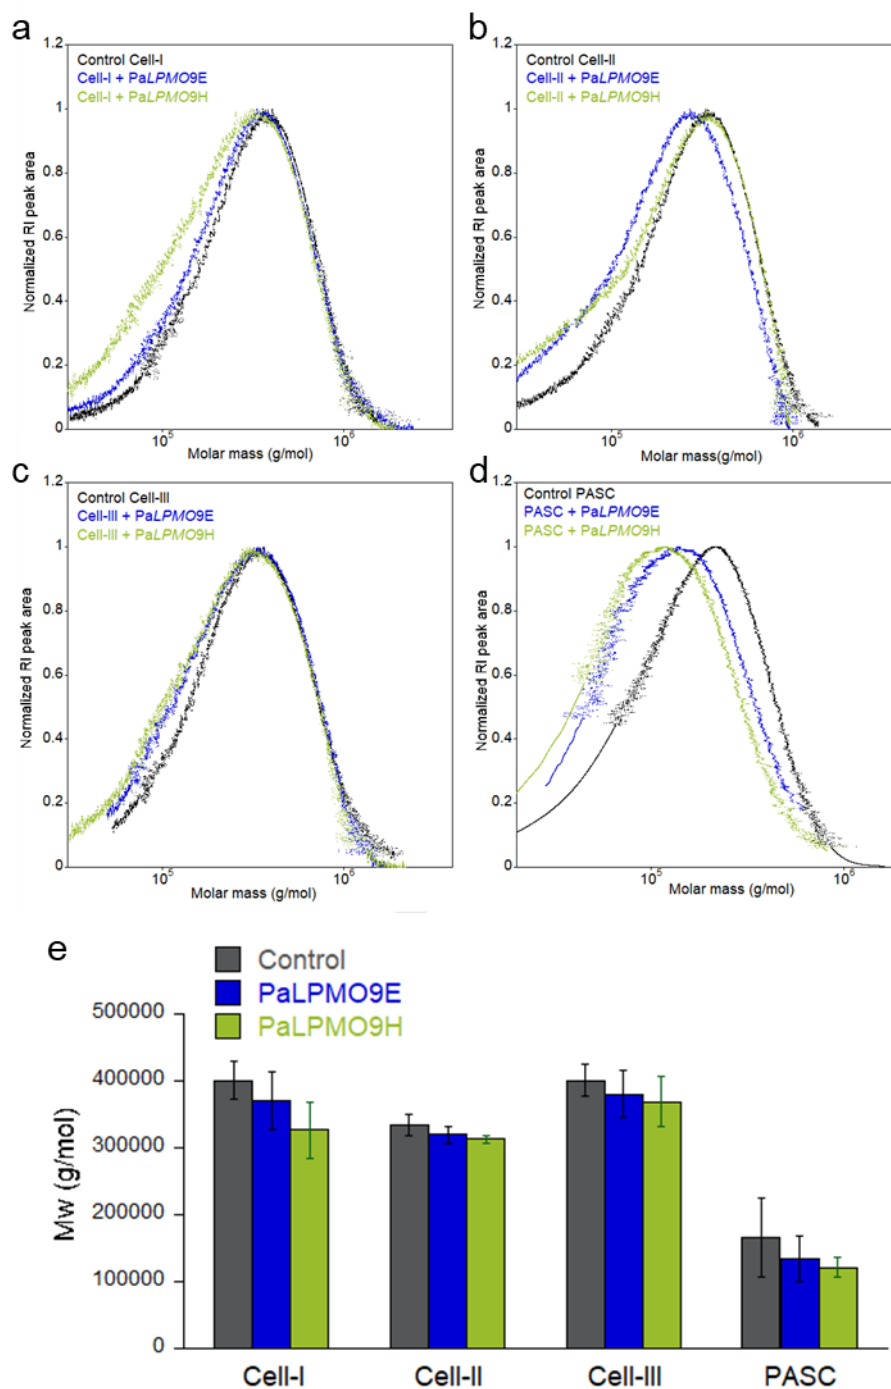 a
1.2
1
0.8
0.6
0.4
0.2
0
Normalized RI peak area
Control Cell-I
Cell-I + PaLPMO9E
Cell-I + PaLPMO9H
10⁵
10⁶
Molar mass (g/mol)
b
1.2
1
0.8
0.6
0.4
0.2
0
Normalized RI peak area
Control Cell-II
Cell-II + PaLPMO9E
Cell-II + PaLPMO9H
10⁵
10⁶
Molar mass(g/mol)
c
1.2
1
0.8
0.6
0.4
0.2
0
Normalized RI peak area
Control Cell-III
Cell-III + PaLPMO9E
Cell-III + PaLPMO9H
10⁵
10⁶
Molar mass (g/mol)
d
1.2
1
0.8
0.6
0.4
0.2
0
Normalized RI peak area
Control PASC
PASC + PaLPMO9E
PASC + PaLPMO9H
10⁵
10⁶
Molar mass (g/mol)
e
Control
PaLPMO9E
PaLPMO9H
500000
400000
300000
200000
100000
0
Mw (g/mol)
Cell-I
Cell-II
Cell-III
PASC